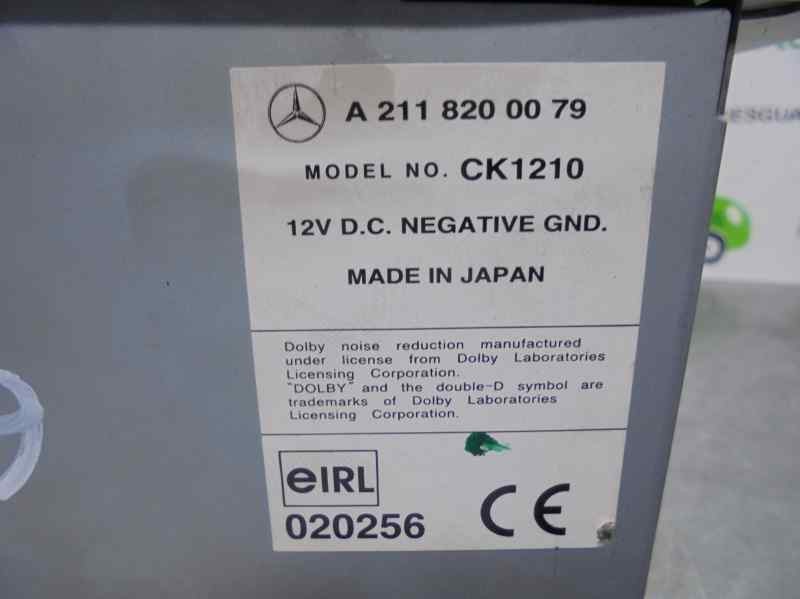 A 211 820 00 79
MODEL NO. CK1210
12V D.C. NEGATIVE GND.
MADE IN JAPAN
Dolby noise reduction manufactured
under license from Dolby Laboratories
Licensing Corporation.
"DOLBY" and the double-D symbol are
trademarks of Dolby Laboratories
Licensing Corporation.
eIRL
020256
CE